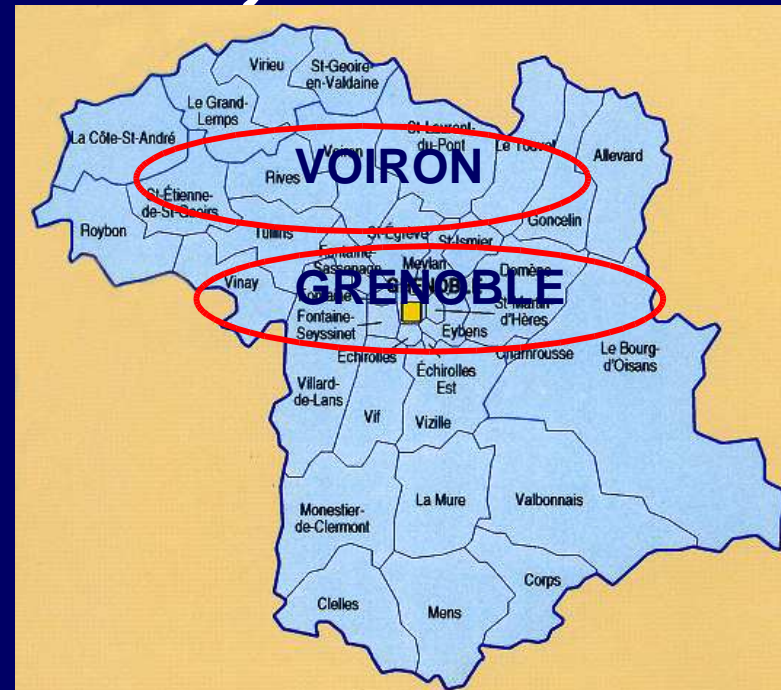 Virieu
St-Geoire-
en-Valdaine
Le Grand-
Lemps
La Côte-St-André
Voiron
St-Laurent-
du-Pont
Le Touvet
Allevard
VOIRON
Rives
St-Étienne-
de-St-Geoirs
Roybon
Tullins
Goncelin
St-Égrève
St-Ismier
Fontaine-
Sassenage
Meylan
Domène
Vinay
GRENOBLE
GRENOBLE
Fontaine-
Seyssinet
St-Martin
d'Hères
Eybens
Echirolles
Échirolles
Est
Chamrousse
Le Bourg-
d'Oisans
Villard-
de-Lans
Vif
Vizille
Monestier-
de-Clermont
La Mure
Valbonnais
Corps
Clelles
Mens